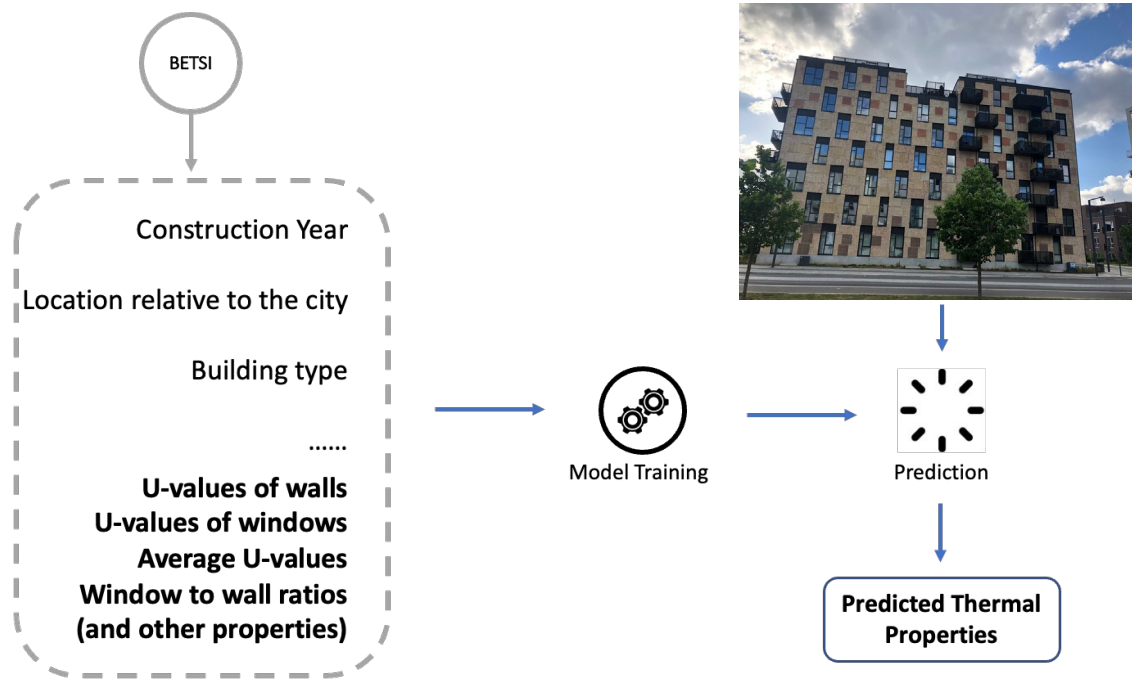 BETSI
Construction Year
Location relative to the city
Building type
......
U-values of walls
U-values of windows
Average U-values
Window to wall ratios
(and other properties)
Model Training
Prediction
Predicted Thermal
Properties